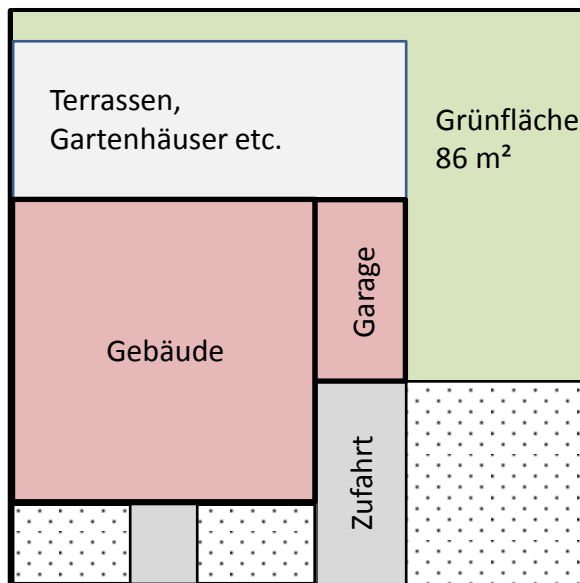 Terrassen,
Gartenhäuser etc.
Grünfläche
86 m²
Garage
Gebäude
Zufahrt